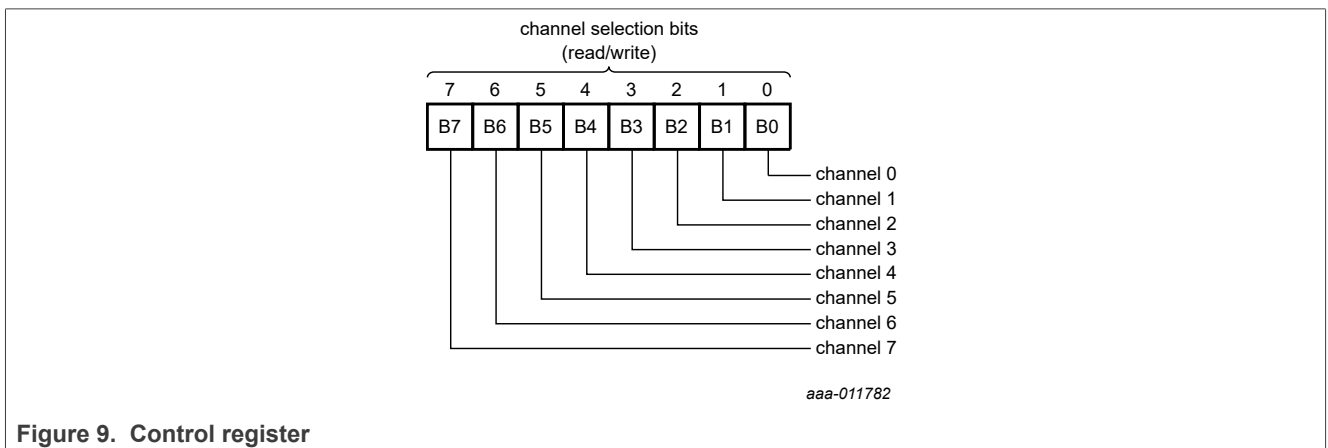 channel selection bits
(read/write)
7 6 5 4 3 2 1 0
B7 B6 B5 B4 B3 B2 B1 B0
channel 0
channel 1
channel 2
channel 3
channel 4
channel 5
channel 6
channel 7
aaa-011782
Figure 9. Control register